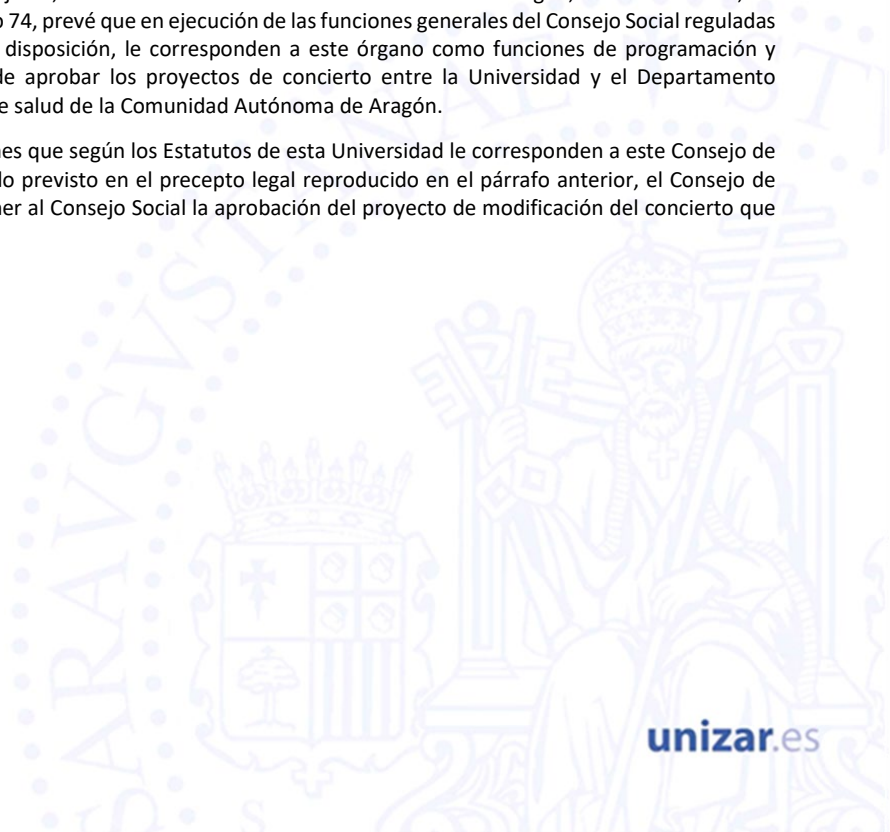 74, prevé que en ejecución de las funciones generales del Consejo Social reguladas
disposición, le corresponden a este órgano como funciones de programación y
de aprobar los proyectos de concierto entre la Universidad y el Departamento
e salud de la Comunidad Autónoma de Aragón.
nes que según los Estatutos de esta Universidad le corresponden a este Consejo de
lo previsto en el precepto legal reproducido en el párrafo anterior, el Consejo de
ner al Consejo Social la aprobación del proyecto de modificación del concierto que
SARAVGVSTANAE
unizar.es